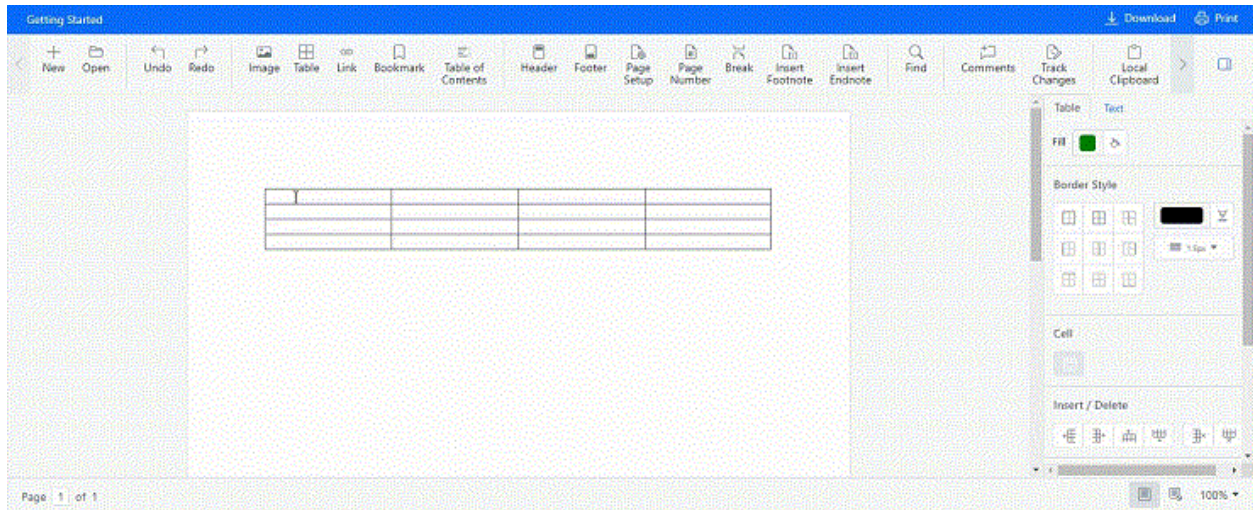 Getting Started
Download Print
New Open Undo Redo Image Table Link Bookmark Table of Contents Header Footer Page Setup Page Number Break Insert Footnote Insert Endnote Find Comments Track Changes Local Clipboard
Table Text
Fill
Border Style
1.5px
Cell
Insert / Delete
Page 1 of 1
100%